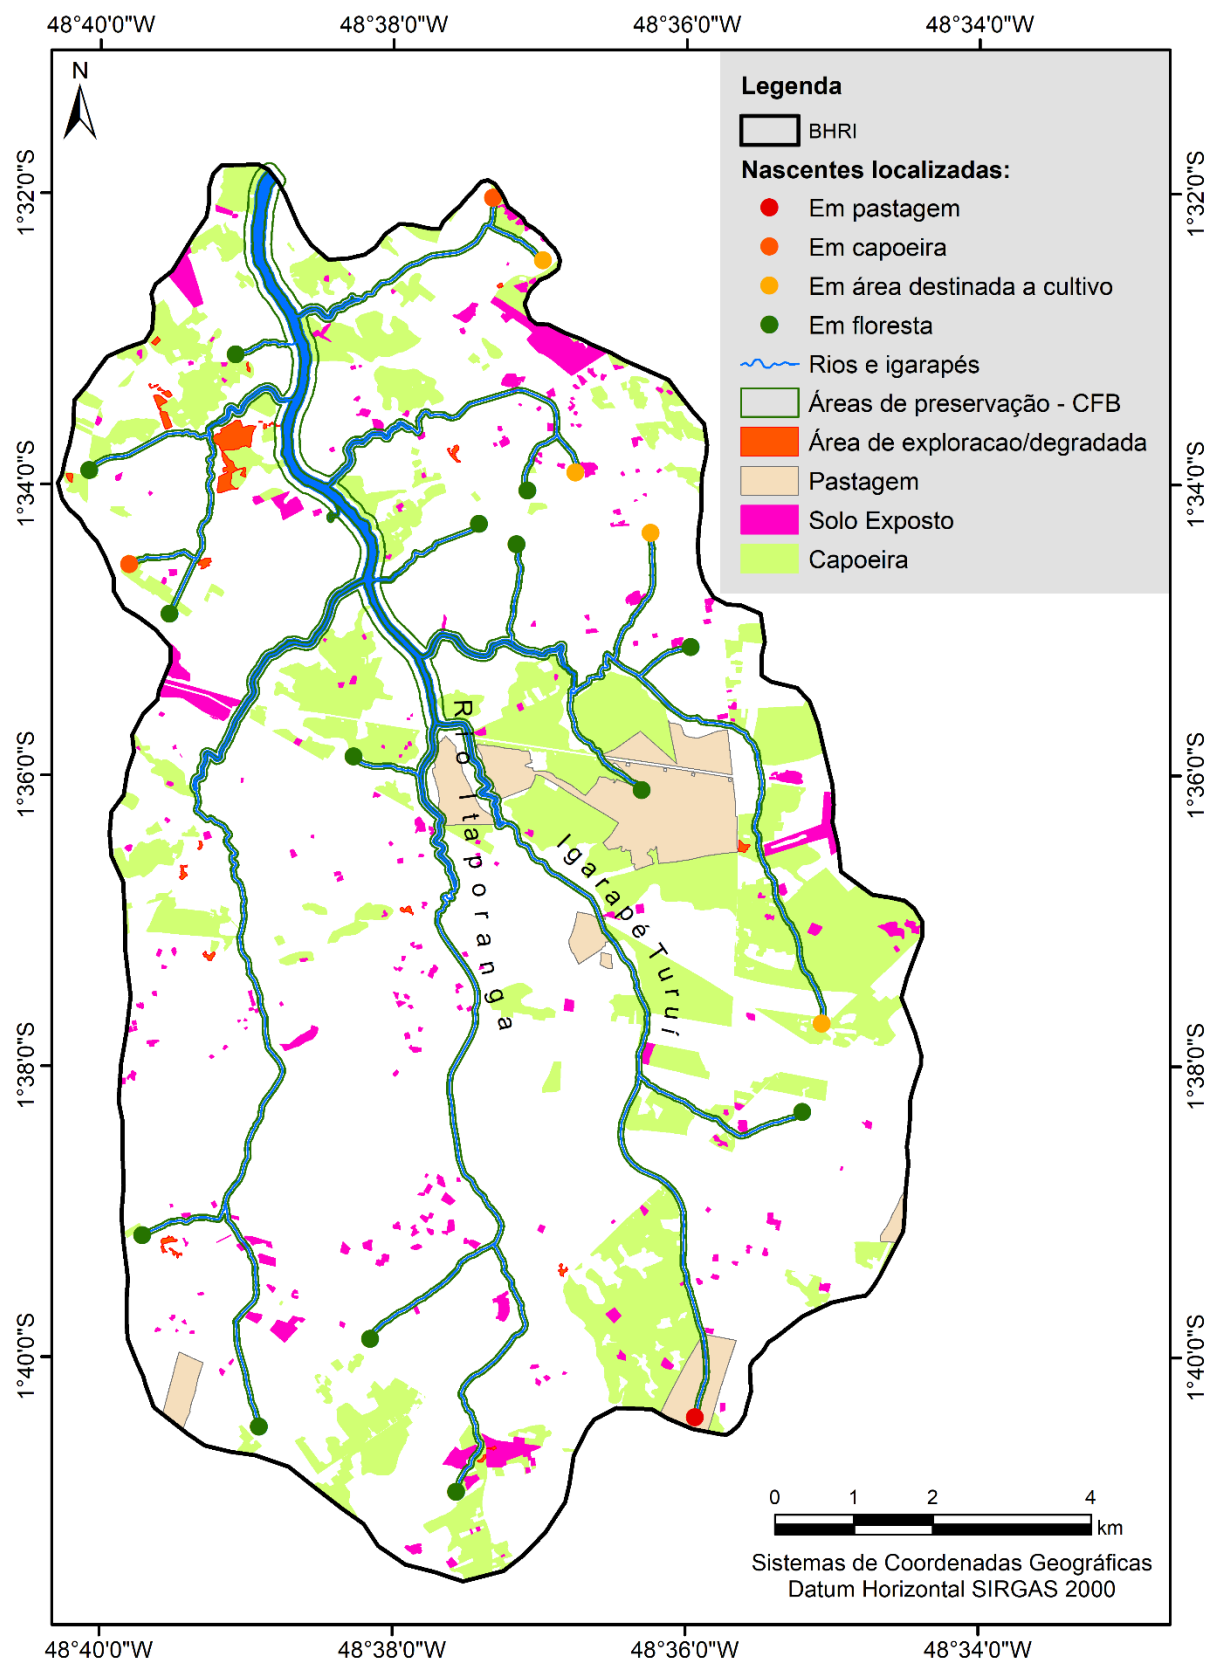 48°40'0"W 48°38'0"W 48°36'0"W 48°34'0"W
N
Legenda
BHRI
Nascentes localizadas:
Em pastagem
Em capoeira
Em área destinada a cultivo
Em floresta
Rios e igarapés
Áreas de preservação - CFB
Área de exploracao/degradada
Pastagem
Solo Exposto
Capoeira
1°32'0"S 1°32'0"S
1°34'0"S 1°34'0"S
1°36'0"S 1°36'0"S
1°38'0"S 1°38'0"S
1°40'0"S 1°40'0"S
Rio Itaporanga
Igarapé Turuí
0 1 2 4
km
Sistemas de Coordenadas Geográficas
Datum Horizontal SIRGAS 2000
48°40'0"W 48°38'0"W 48°36'0"W 48°34'0"W